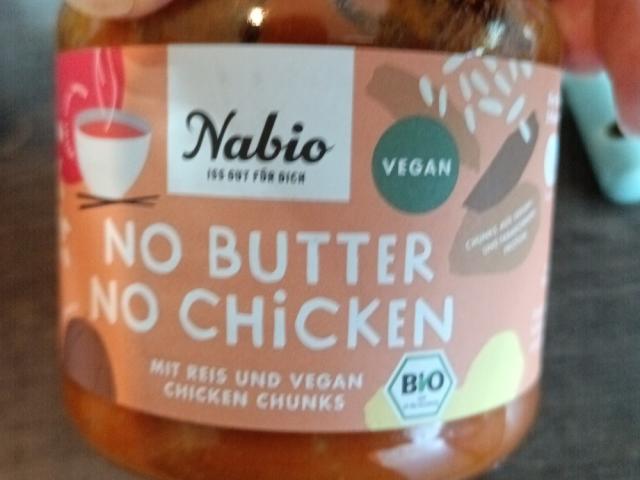 Nabio
ISS GUT FÜR DICH
VEGAN
NO BUTTER
NO CHiCKEN
MIT REIS UND VEGAN
CHICKEN CHUNKS
BIO